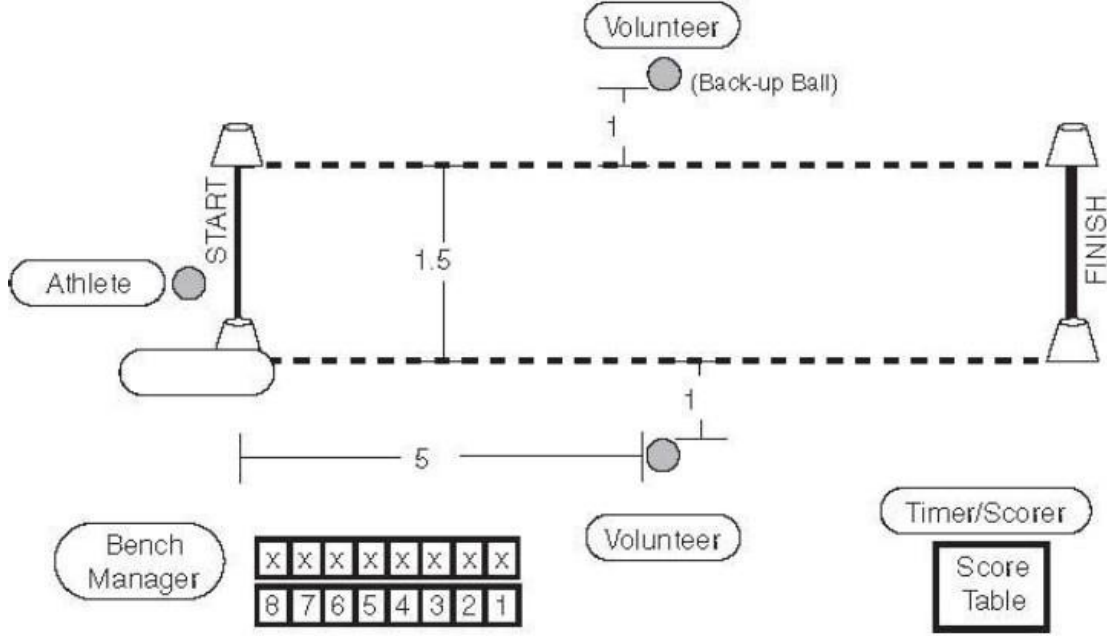 Volunteer
(Back-up Ball)
1
START
1.5
FINISH
Athlete
1
5
Volunteer
Timer/Scorer
Bench
Manager
X X X X X X X X
8 7 6 5 4 3 2 1
Score
Table